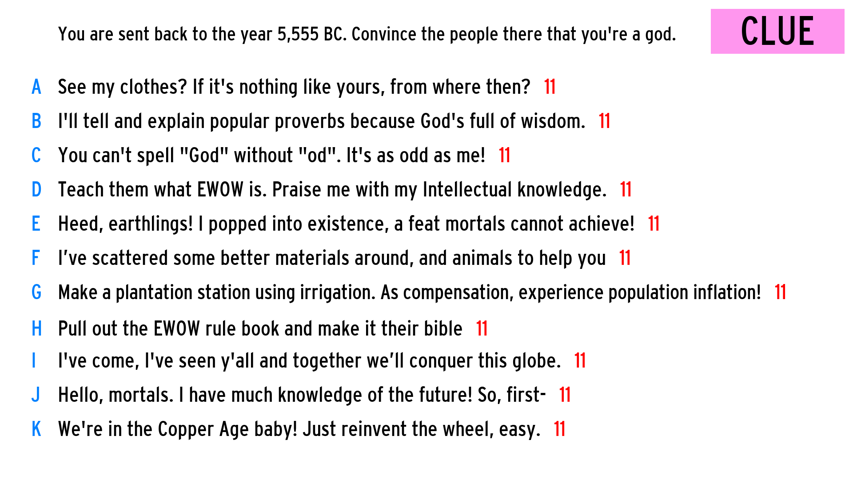 You are sent back to the year 5,555 BC. Convince the people there that you're a god. CLUE
A See my clothes? If it's nothing like yours, from where then? 11
B I'll tell and explain popular proverbs because God's full of wisdom. 11
C You can't spell "God" without "od". It's as odd as me! 11
D Teach them what EWOW is. Praise me with my Intellectual knowledge. 11
E Heed, earthlings! I popped into existence, a feat mortals cannot achieve! 11
F I’ve scattered some better materials around, and animals to help you 11
G Make a plantation station using irrigation. As compensation, experience population inflation! 11
H Pull out the EWOW rule book and make it their bible 11
I I've come, I've seen y'all and together we’ll conquer this globe. 11
J Hello, mortals. I have much knowledge of the future! So, first- 11
K We're in the Copper Age baby! Just reinvent the wheel, easy. 11